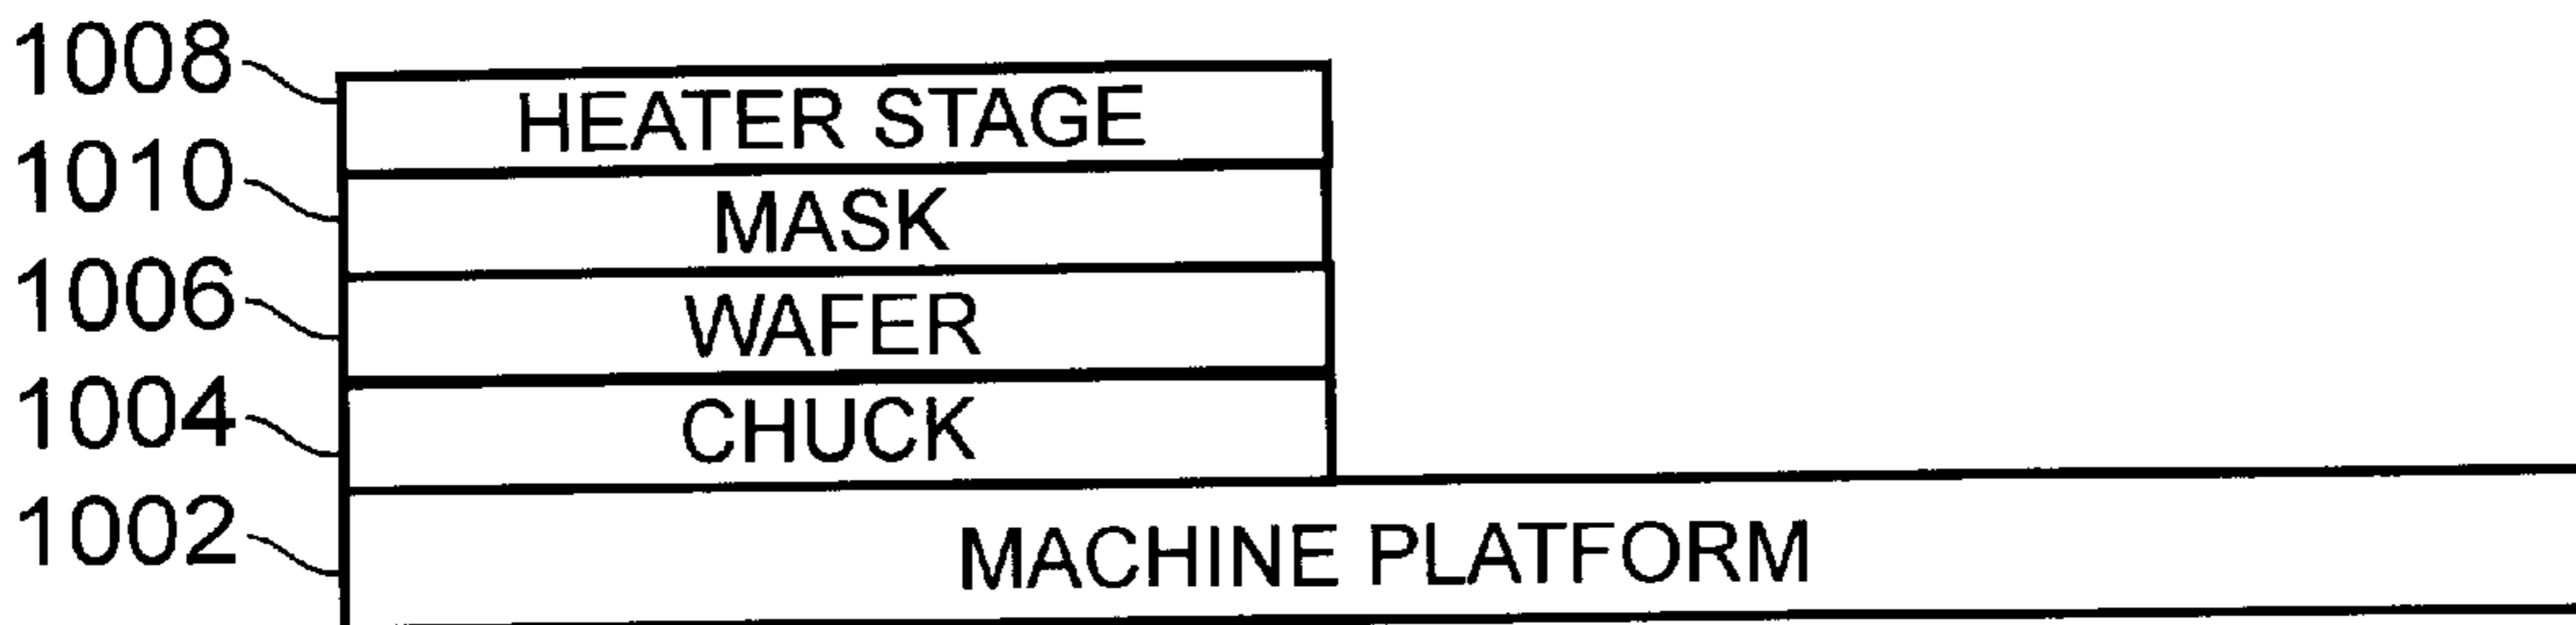 1008 HEATER STAGE
1010 MASK
1006 WAFER
1004 CHUCK
1002 MACHINE PLATFORM